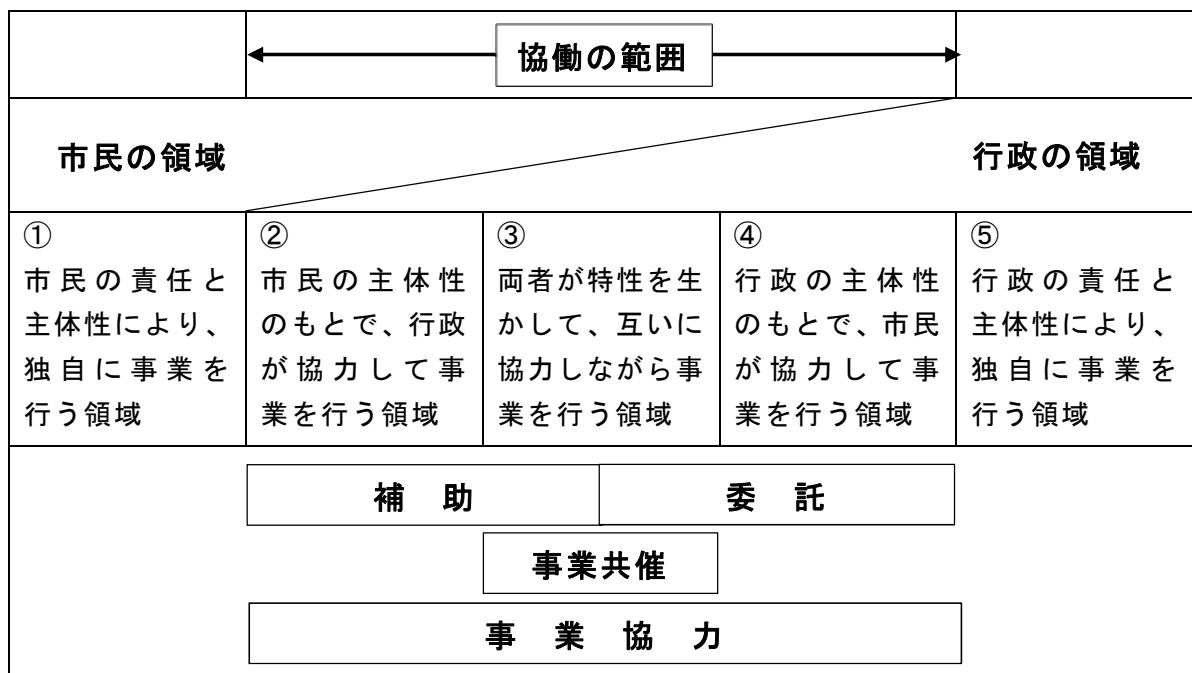 協働の範囲
市民の領域
行政の領域
①
市民の責任と
主体性により、
独自に事業を
行う領域
②
市民の主体性
のもとで、行政
が協力して事
業を行う領域
③
両者が特性を生
かして、互いに
協力しながら事
業を行う領域
④
行政の主体性
のもとで、市民
が協力して事
業を行う領域
⑤
行政の責任と
主体性により、
独自に事業を
行う領域
補 助
委 託
事業共催
事 業 協 力